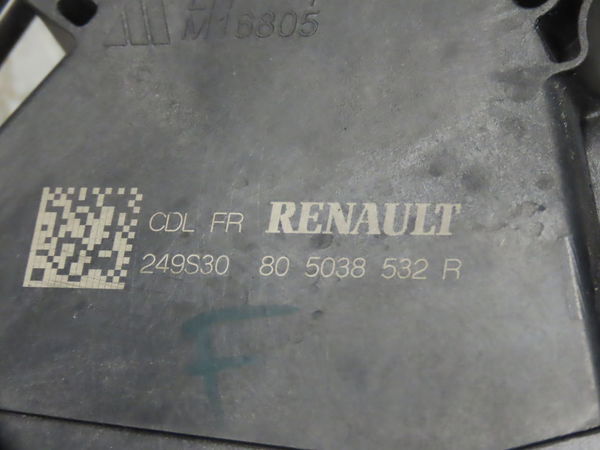 M16805
CDL FR RENAULT
249S30 80 5038 532 R
F